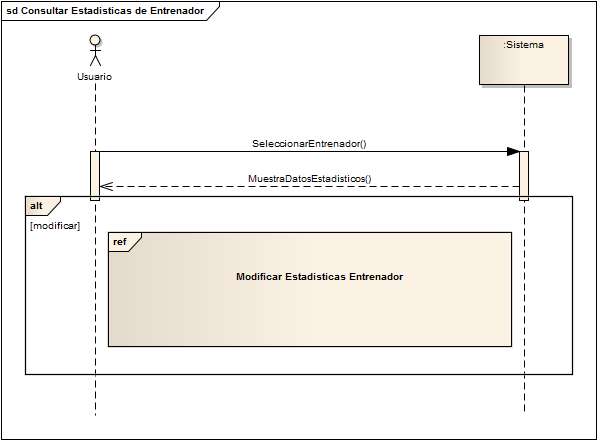 sd Consultar Estadisticas de Entrenador
Usuario
:Sistema
SeleccionarEntrenador()
MuestraDatosEstadisticos()
alt
[modificar]
ref
Modificar Estadisticas Entrenador